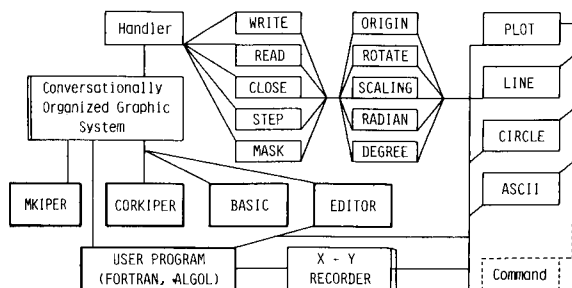 Handler
WRITE
READ
CLOSE
STEP
MASK
ORIGIN
ROTATE
SCALING
RADIAN
DEGREE
PLOT
LINE
CIRCLE
ASCII
Conversationally
Organized Graphic
System
MKIPER
CORKIPER
BASIC
EDITOR
USER PROGRAM
(FORTRAN, ALGOL)
X - Y
RECORDER
Command